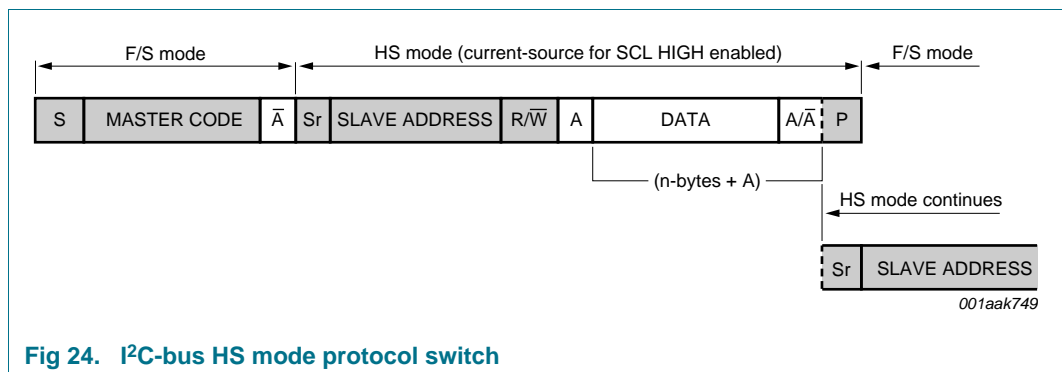 F/S mode HS mode (current-source for SCL HIGH enabled) F/S mode
S MASTER CODE A̅ Sr SLAVE ADDRESS R/W̅ A DATA A/A̅ P
(n-bytes + A)
HS mode continues
Sr SLAVE ADDRESS
001aak749
Fig 24. I²C-bus HS mode protocol switch